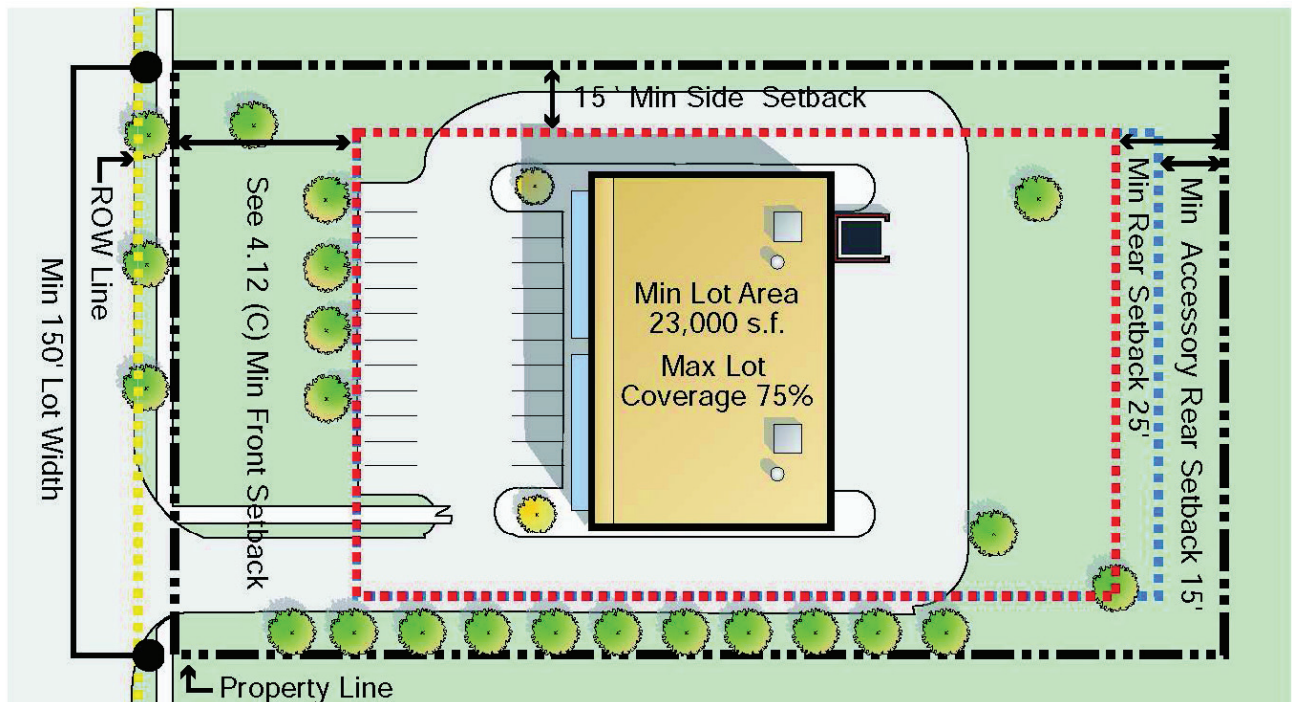 15 ' Min Side Setback
ROW Line
Min 150' Lot Width
See 4.12 (C) Min Front Setback
Min Lot Area
23,000 s.f.
Max Lot
Coverage 75%
Min Rear Setback 25'
Min Accessory Rear Setback 15'
Property Line